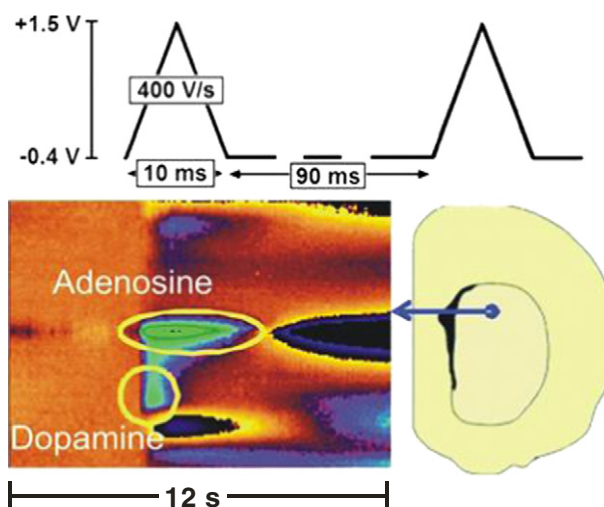 +1.5 V
400 V/s
-0.4 V
10 ms
90 ms
Adenosine
Dopamine
12 s